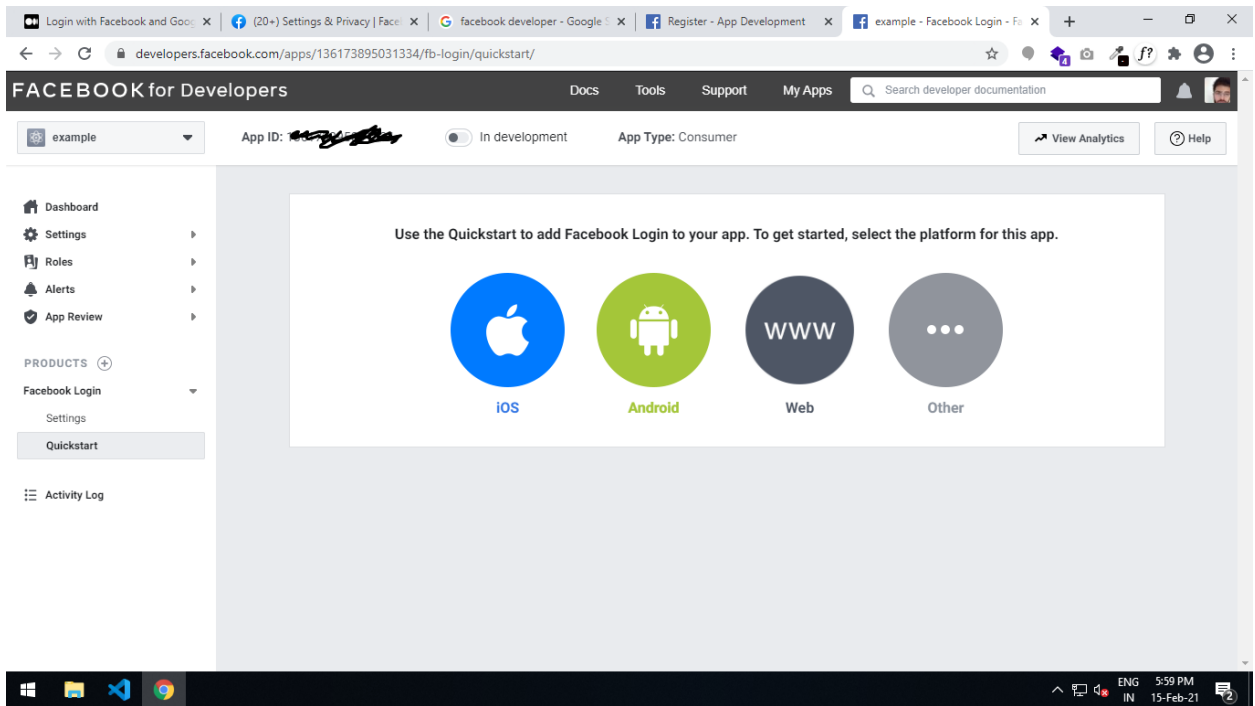 Login with Facebook and Goog
(20+) Settings & Privacy | Face
facebook developer - Google S
Register - App Development
example - Facebook Login - Fa
developers.facebook.com/apps/136173895031334/fb-login/quickstart/
FACEBOOK for Developers
Docs
Tools
Support
My Apps
Search developer documentation
example
App ID:
In development
App Type: Consumer
View Analytics
Help
Dashboard
Settings
Roles
Alerts
App Review
PRODUCTS
Facebook Login
Settings
Quickstart
Activity Log
Use the Quickstart to add Facebook Login to your app. To get started, select the platform for this app.
WWW
iOS
Android
Web
Other
ENG
IN
5:59 PM
15-Feb-21
2